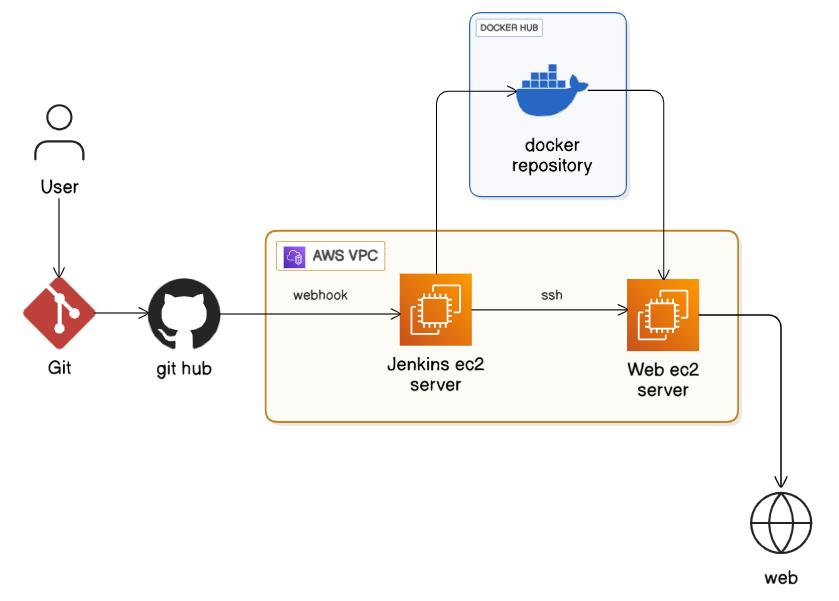 DOCKER HUB
docker
repository
User
AWS VPC
webhook
ssh
Git
git hub
Jenkins ec2
server
Web ec2
server
web